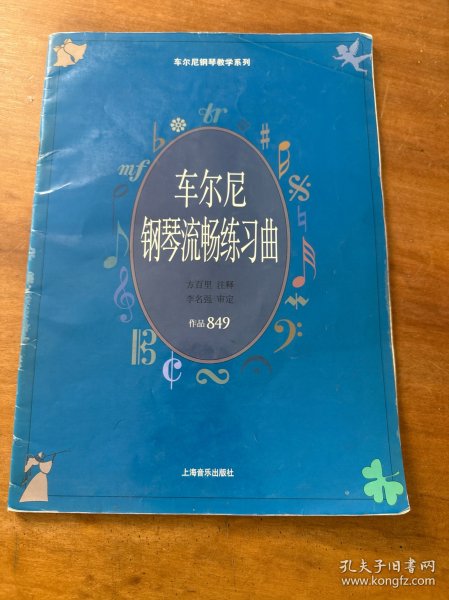 车尔尼钢琴教学系列
tr
mf
车尔尼
钢琴流畅练习曲
方百里 注释
李名强 审定
作品849
上海音乐出版社
孔夫子旧书网
www.kongfz.com